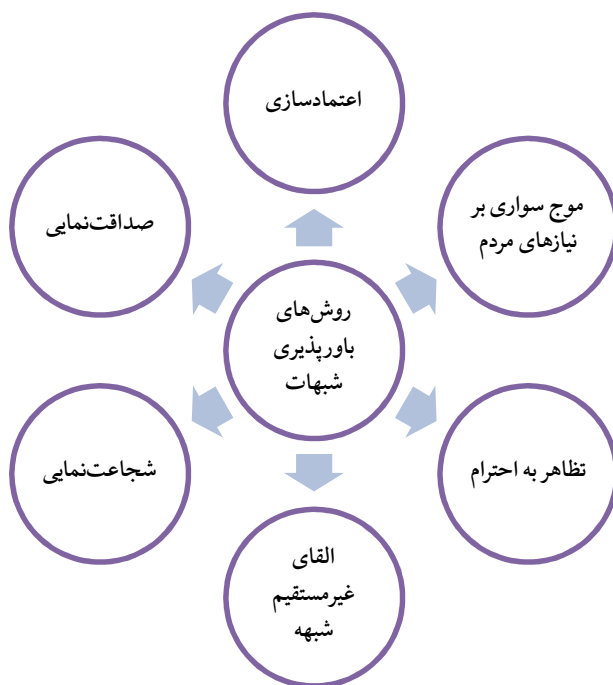 اعتمادسازی
موج سواری بر
نیازهای مردم
صداقت‌نمایی
روش‌های
باورپذیری
شبهات
تظاهر به احترام
شجاعت‌نمایی
القای
غیرمستقیم
شبهه